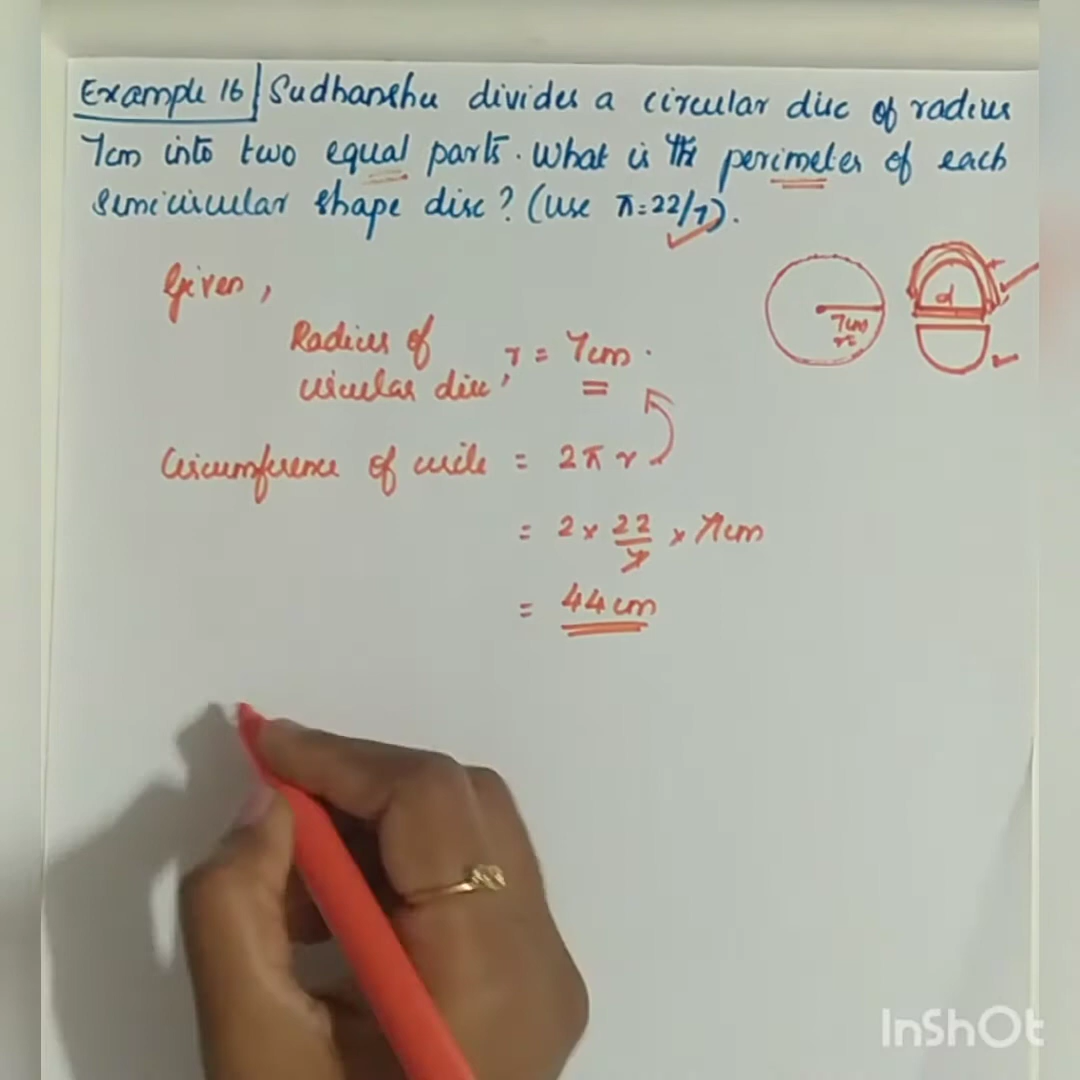 Example 16 Sudhanshu divides a circular disc of radius
7cm into two equal parts. What is the perimeter of each
semicircular shape disc? (use π=22/7).
Given,
Radius of
circular disc, r = 7cm.
7cm
r
d
Circumference of circle = 2πr
= 2 × 22/7 × 7cm
= 44cm
InShOt